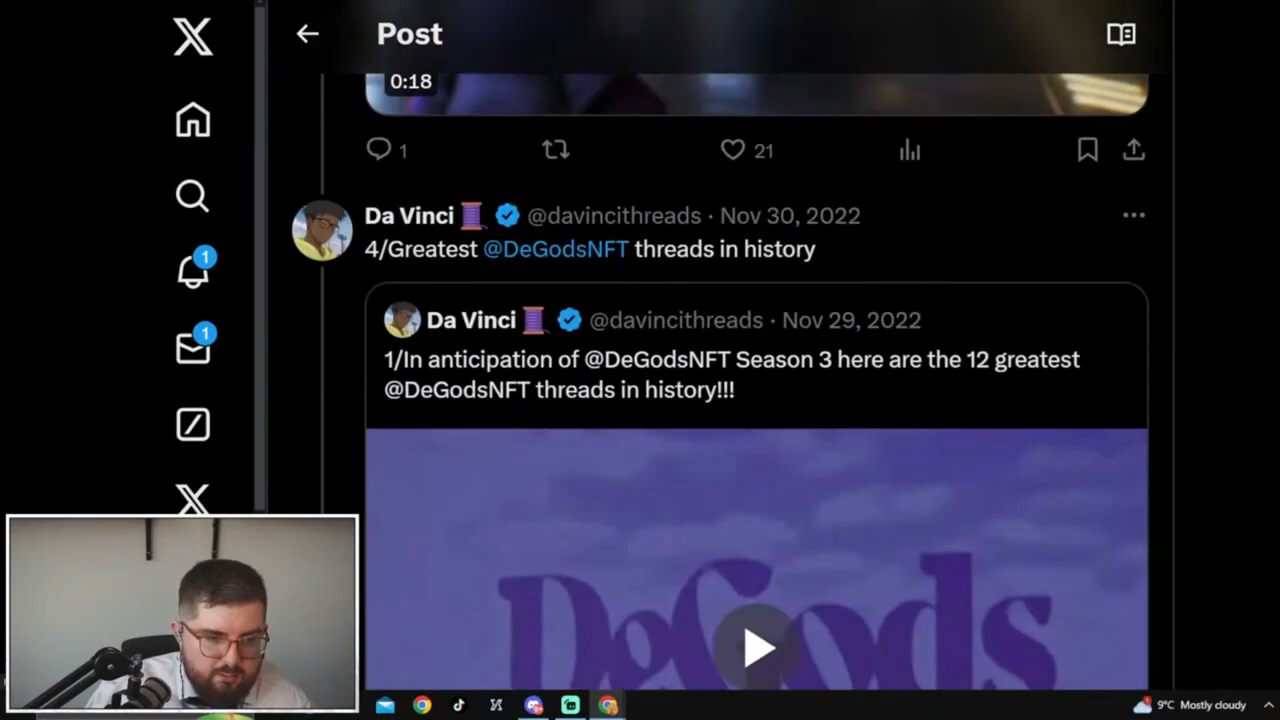 Post
0:18
1
21
Da Vinci @davincithreads · Nov 30, 2022
4/Greatest @DeGodsNFT threads in history
Da Vinci @davincithreads · Nov 29, 2022
1/In anticipation of @DeGodsNFT Season 3 here are the 12 greatest
@DeGodsNFT threads in history!!!
DeGods
1
1
9°C Mostly cloudy